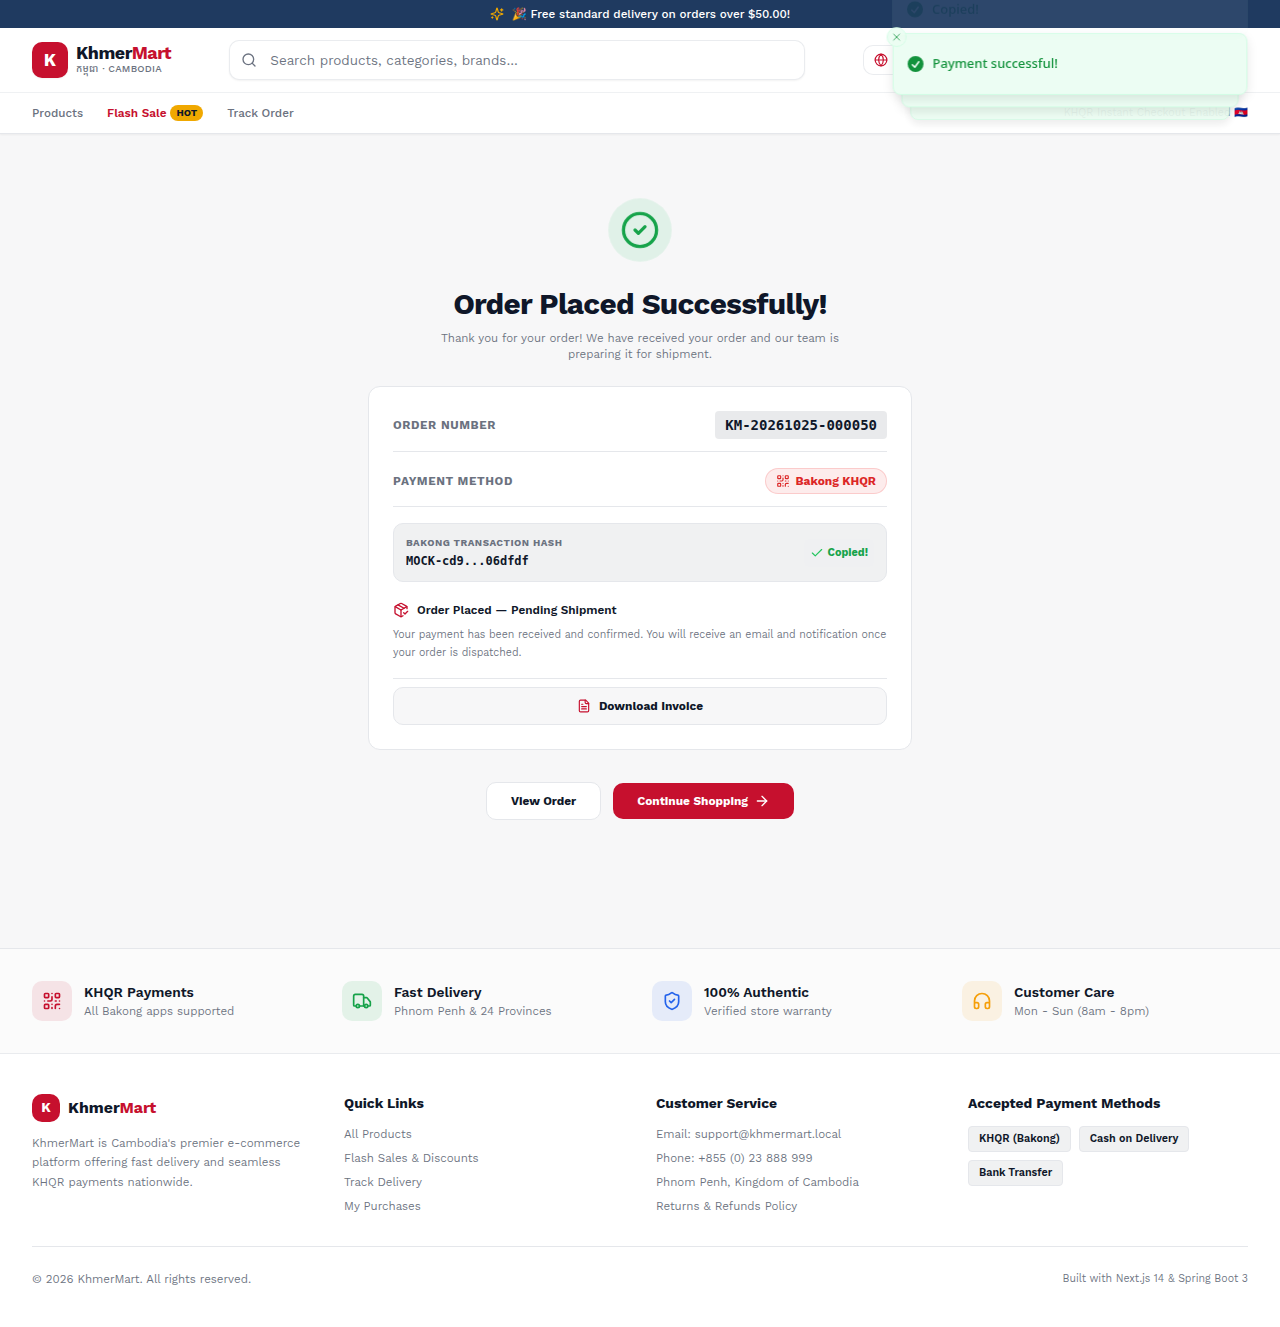 ✨ 🎉 Free standard delivery on orders over $50.00!
Copied!
Payment successful!
K
KhmerMart
កម្ពុជា · CAMBODIA
Search products, categories, brands...
Products
Flash Sale HOT
Track Order
Order Placed Successfully!
Thank you for your order! We have received your order and our team is
preparing it for shipment.
ORDER NUMBER
KM-20261025-000050
PAYMENT METHOD
Bakong KHQR
BAKONG TRANSACTION HASH
MOCK-cd9...06dfdf
Copied!
Order Placed — Pending Shipment
Your payment has been received and confirmed. You will receive an email and notification once
your order is dispatched.
Download Invoice
View Order
Continue Shopping
KHQR Payments
All Bakong apps supported
Fast Delivery
Phnom Penh & 24 Provinces
100% Authentic
Verified store warranty
Customer Care
Mon - Sun (8am - 8pm)
K
KhmerMart
KhmerMart is Cambodia's premier e-commerce
platform offering fast delivery and seamless
KHQR payments nationwide.
Quick Links
All Products
Flash Sales & Discounts
Track Delivery
My Purchases
Customer Service
Email: support@khmermart.local
Phone: +855 (0) 23 888 999
Phnom Penh, Kingdom of Cambodia
Returns & Refunds Policy
Accepted Payment Methods
KHQR (Bakong)
Cash on Delivery
Bank Transfer
© 2026 KhmerMart. All rights reserved.
Built with Next.js 14 & Spring Boot 3